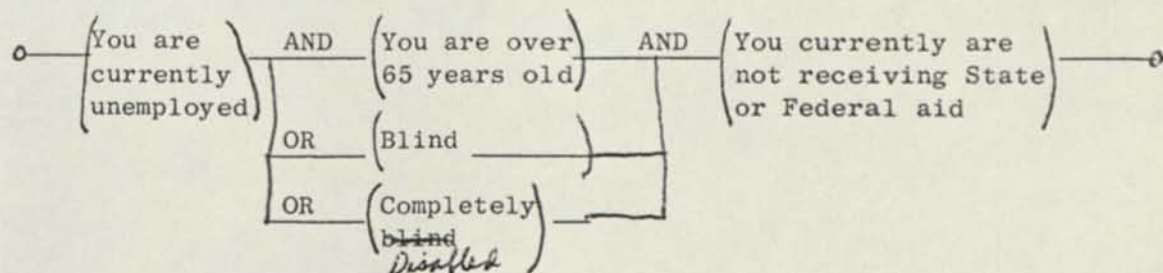 You are AND You are over AND You currently are
currently 65 years old not receiving State
unemployed or Federal aid
OR Blind
OR Completely
blind
Disabled